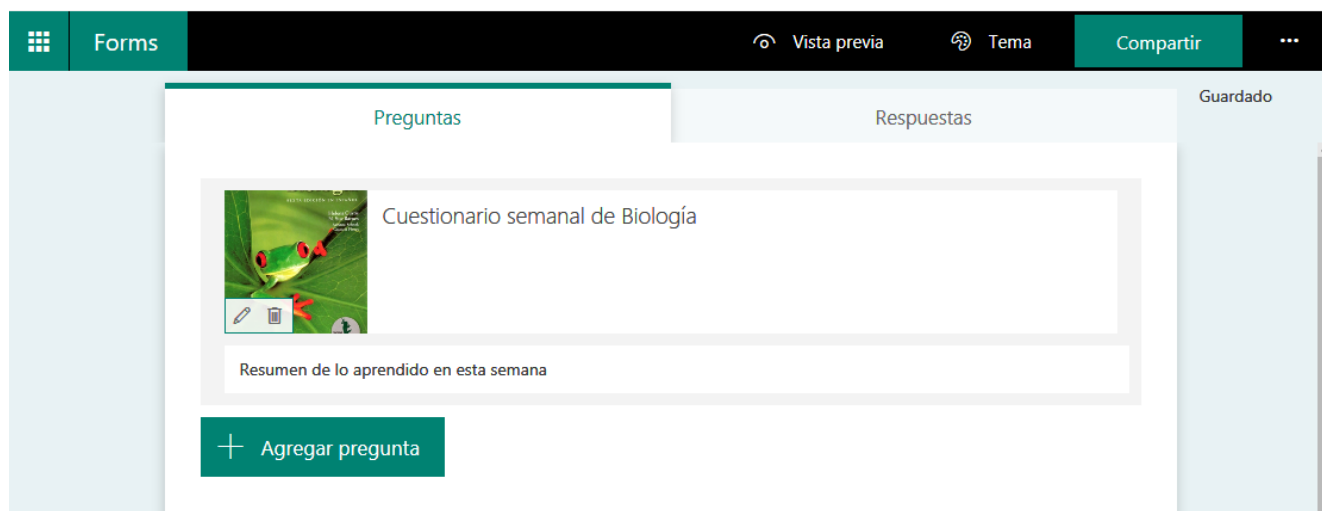 Forms
Vista previa
Tema
Compartir
Guardado
Preguntas
Respuestas
Cuestionario semanal de Biología
Resumen de lo aprendido en esta semana
Agregar pregunta